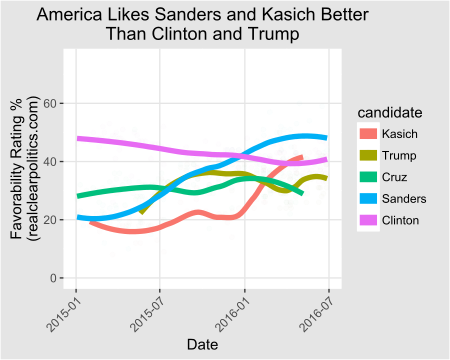 America Likes Sanders and Kasich Better
Than Clinton and Trump
Favorability Rating %
(realclearpolitics.com)
60
40
20
0
2015-01
2015-07
2016-01
2016-07
Date
candidate
Kasich
Trump
Cruz
Sanders
Clinton